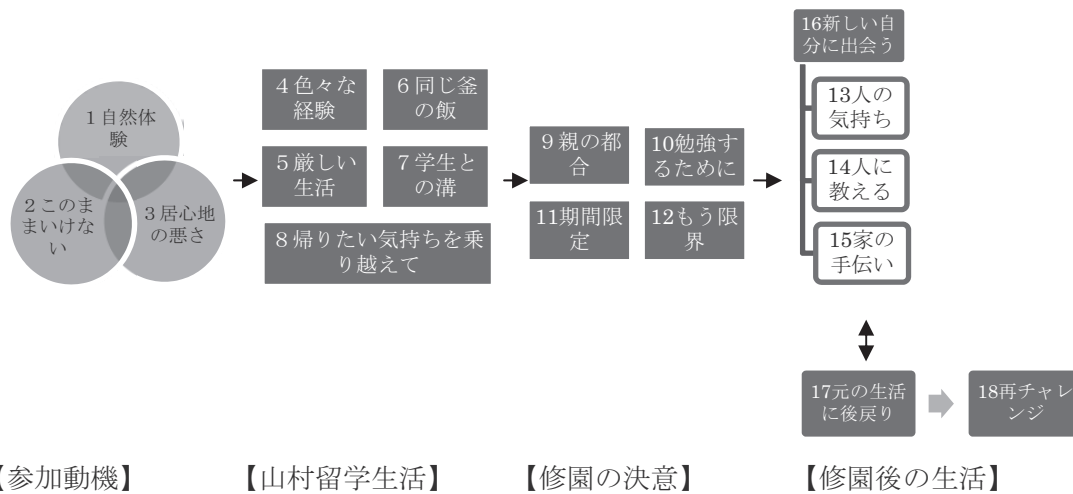 1自然体
験
2このま
まいけな
い
3居心地
の悪さ
4色々な
経験
6同じ釜
の飯
5厳しい
生活
7学生と
の溝
8帰りたい気持ちを乗
り越えて
9親の都
合
10勉強す
るために
11期間限
定
12もう限
界
16新しい自
分に出会う
13人の
気持ち
14人に
教える
15家の
手伝い
17元の生活
に後戻り
18再チャレ
ンジ
【参加動機】
【山村留学生活】
【修園の決意】
【修園後の生活】